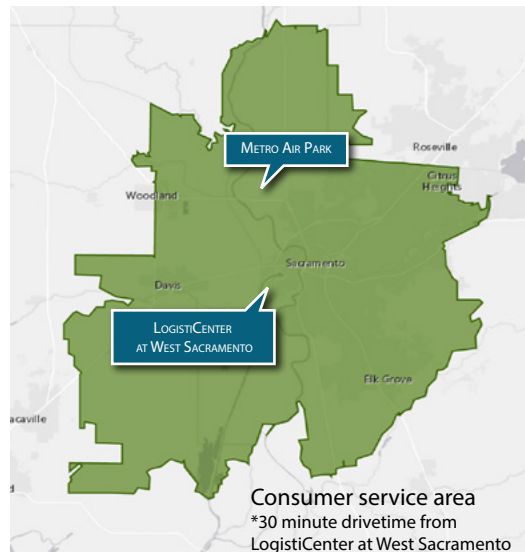 METRO AIR PARK
Roseville
Citrus
Heights
Woodland
Sacramento
Davis
LOGISTICENTER
AT WEST SACRAMENTO
Elk Grove
acaville
d
Consumer service area
*30 minute drivetime from
LogistiCenter at West Sacramento